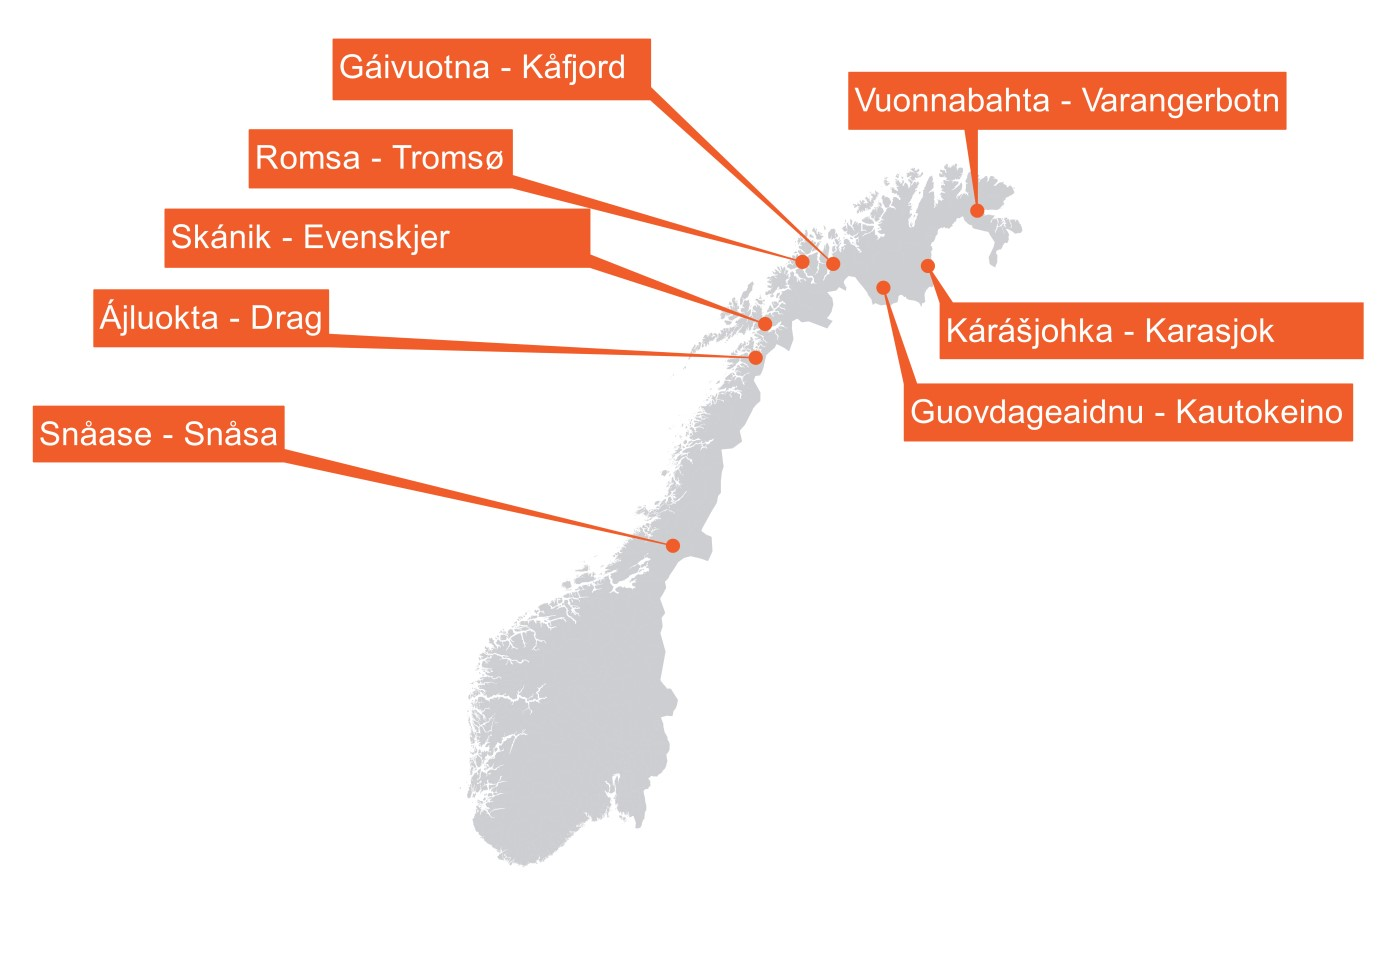 Gáivuotna - Kåfjord
Vuonnabahta - Varangerbotn
Romsa - Tromsø
Skánik - Evenskjer
Ájluokta - Drag
Kárášjohka - Karasjok
Guovdageaidnu - Kautokeino
Snåase - Snåsa